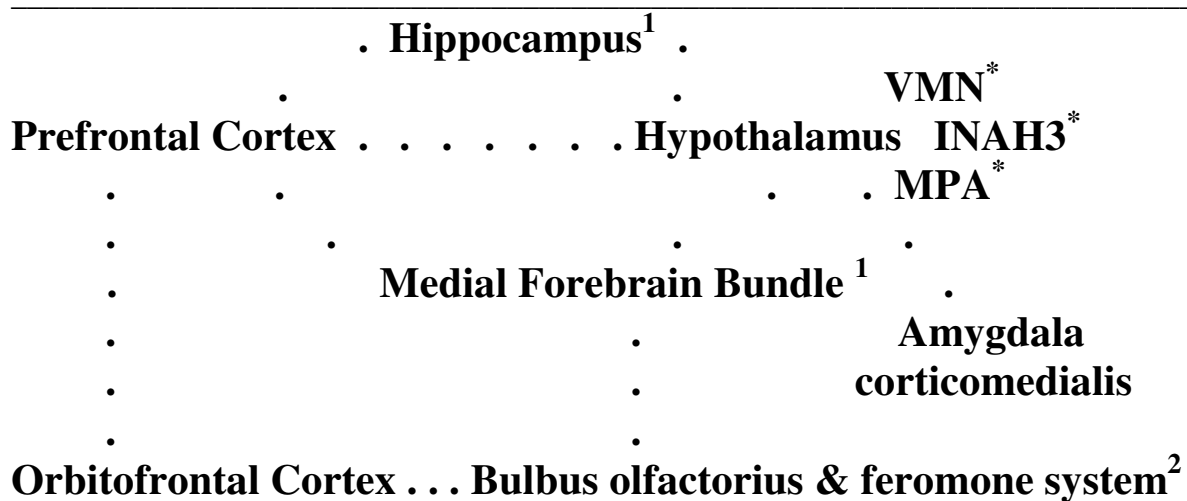 . Hippocampus1 .
. . VMN*
Prefrontal Cortex . . . . . . . Hypothalamus INAH3*
. . . . MPA*
. . . .
. Medial Forebrain Bundle 1 .
. . Amygdala
. . corticomedialis
. .
Orbitofrontal Cortex . . . Bulbus olfactorius & feromone system2